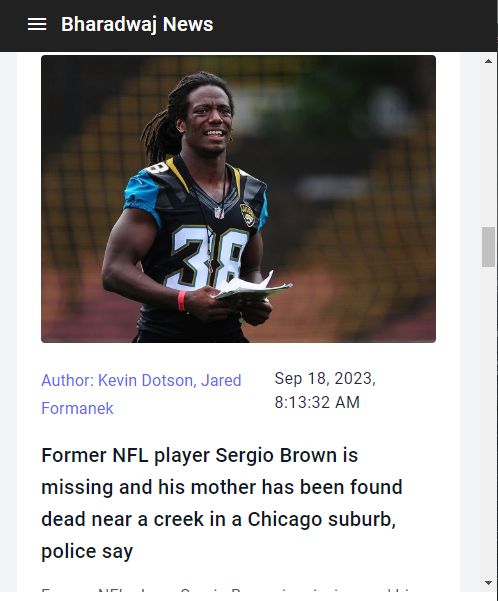 Bharadwaj News
38
38
Author: Kevin Dotson, Jared
Formanek
Sep 18, 2023,
8:13:32 AM
Former NFL player Sergio Brown is
missing and his mother has been found
dead near a creek in a Chicago suburb,
police say